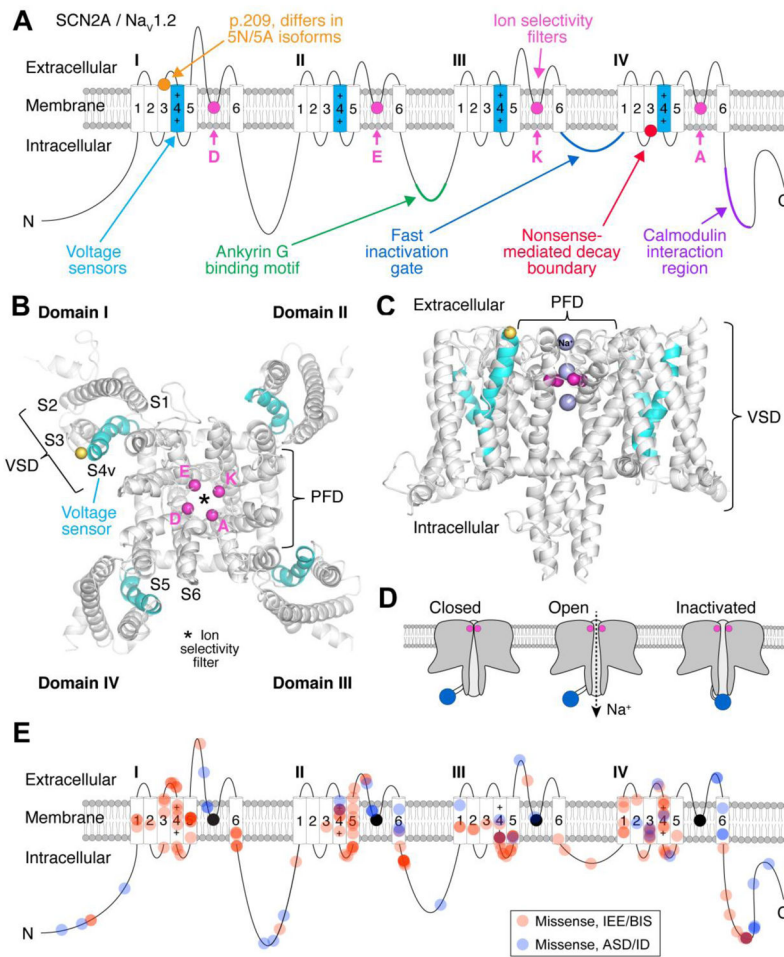 A
SCN2A / NaV1.2
p.209, differs in
5N/5A isoforms
Ion selectivity
filters
I
II
III
IV
Extracellular
Membrane
Intracellular
1 2 3 + 4 + 5 6
1 2 3 + 4 + 5 6
1 2 3 + 4 + 5 6
1 2 3 + 4 + 5 6
D
E
K
A
N
C
Voltage
sensors
Ankyrin G
binding motif
Fast
inactivation
gate
Nonsense-
mediated decay
boundary
Calmodulin
interaction
region
B
Domain I
Domain II
S2
S1
S3
VSD
S4v
Voltage
sensor
E
K
*
D
A
PFD
S5
S6
* Ion
selectivity
filter
Domain IV
Domain III
C
Extracellular
PFD
Na+
VSD
Intracellular
D
Closed
Open
Inactivated
Na+
E
I
II
III
IV
Extracellular
Membrane
Intracellular
1 2 3 + 4 + 6
1 2 3 4 + 5 6
1 2 3 + 4 5 6
1 2 3 + 4 + 5 6
N
C
Missense, IEE/BIS
Missense, ASD/ID